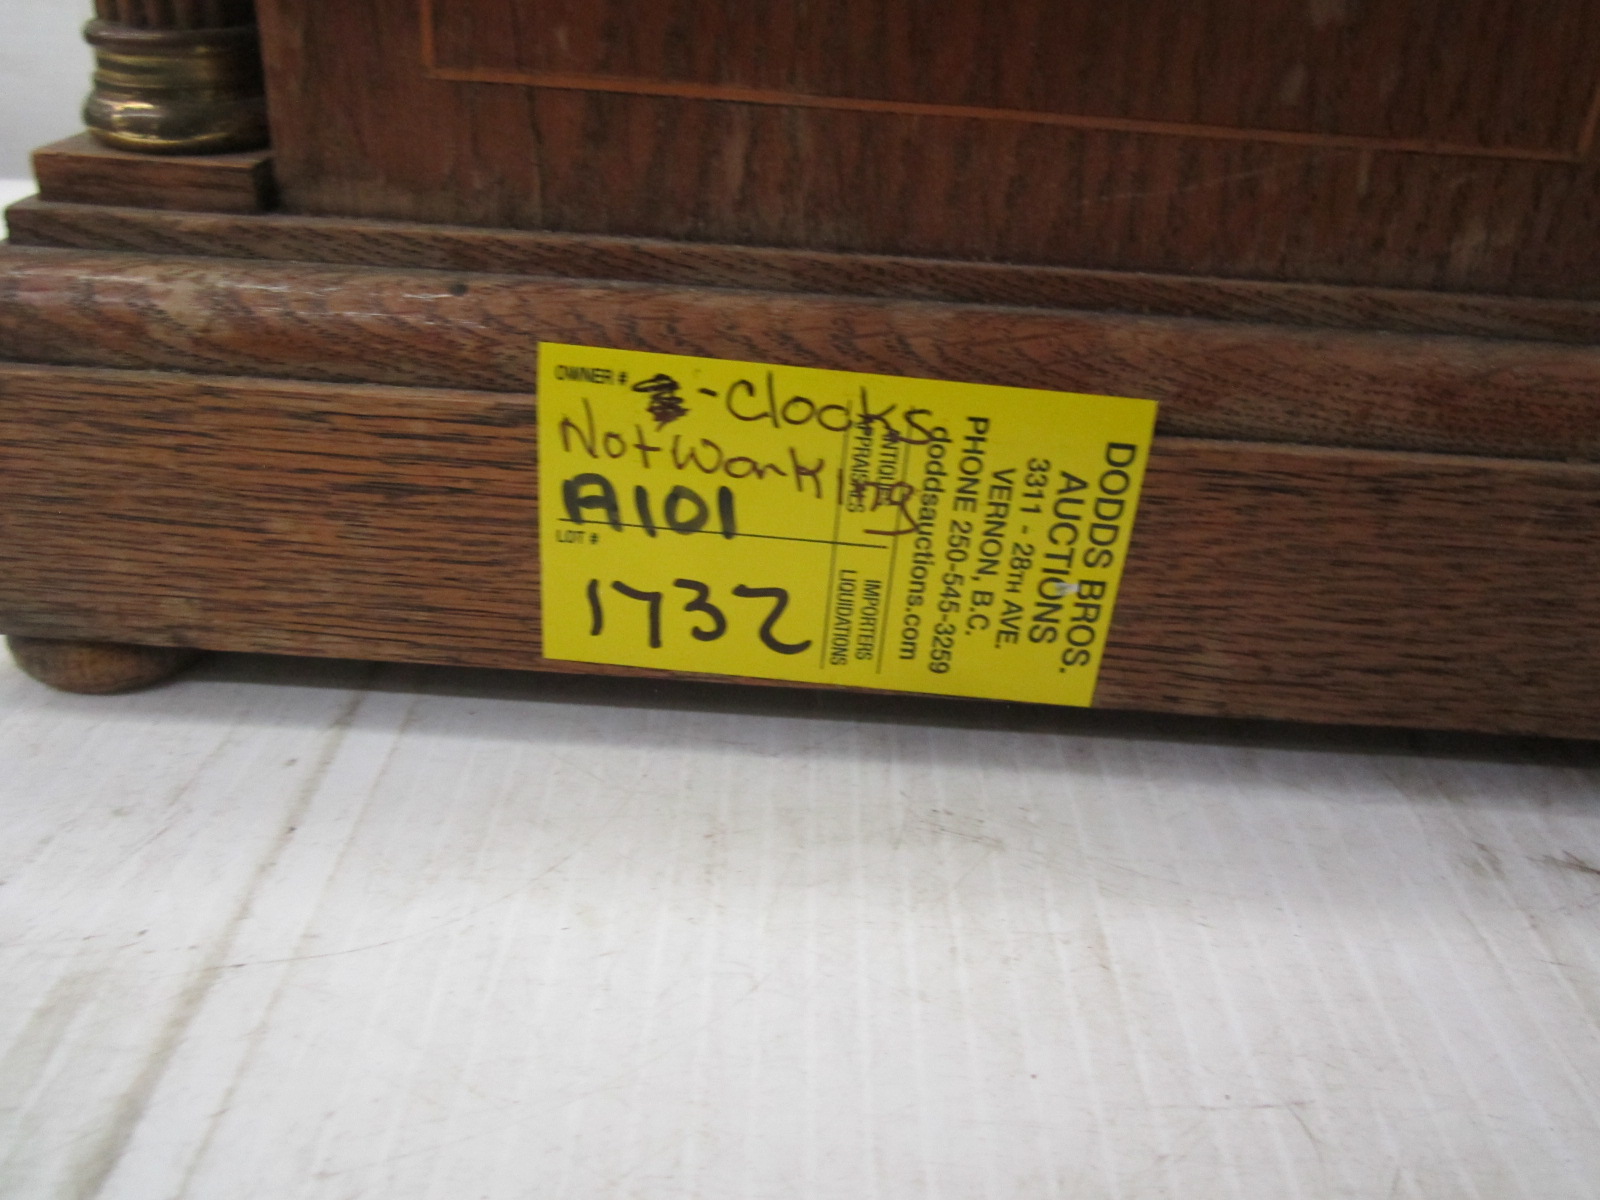 OWNER # - Clocks
Not working
A101
LOT #
1732
DODDS BROS.
AUCTIONS
3311 - 28TH AVE.
VERNON, B.C.
PHONE 250-545-3259
doddsauctions.com
ANTIQUES IMPORTERS
APPRAISALS LIQUIDATIONS